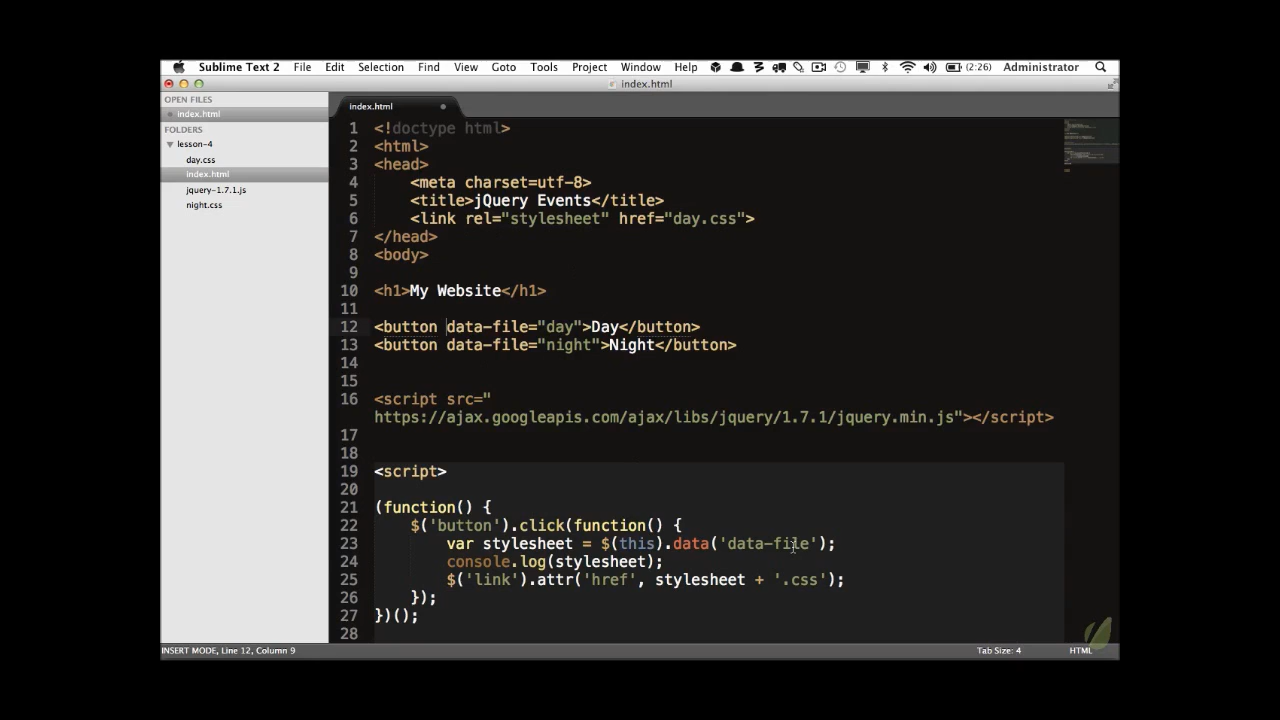 Sublime Text 2 File Edit Selection Find View Goto Tools Project Window Help (2:26) Administrator
index.html
OPEN FILES
index.html
FOLDERS
lesson-4
day.css
index.html
jquery-1.7.1.js
night.css
index.html
1 <!doctype html>
2 <html>
3 <head>
4 <meta charset=utf-8>
5 <title>jQuery Events</title>
6 <link rel="stylesheet" href="day.css">
7 </head>
8 <body>
9
10 <h1>My Website</h1>
11
12 <button data-file="day">Day</button>
13 <button data-file="night">Night</button>
14
15
16 <script src="
https://ajax.googleapis.com/ajax/libs/jquery/1.7.1/jquery.min.js"></script>
17
18
19 <script>
20
21 (function() {
22 $('button').click(function() {
23 var stylesheet = $(this).data('data-file');
24 console.log(stylesheet);
25 $('link').attr('href', stylesheet + '.css');
26 });
27 })();
28
INSERT MODE, Line 12, Column 9 Tab Size: 4 HTML